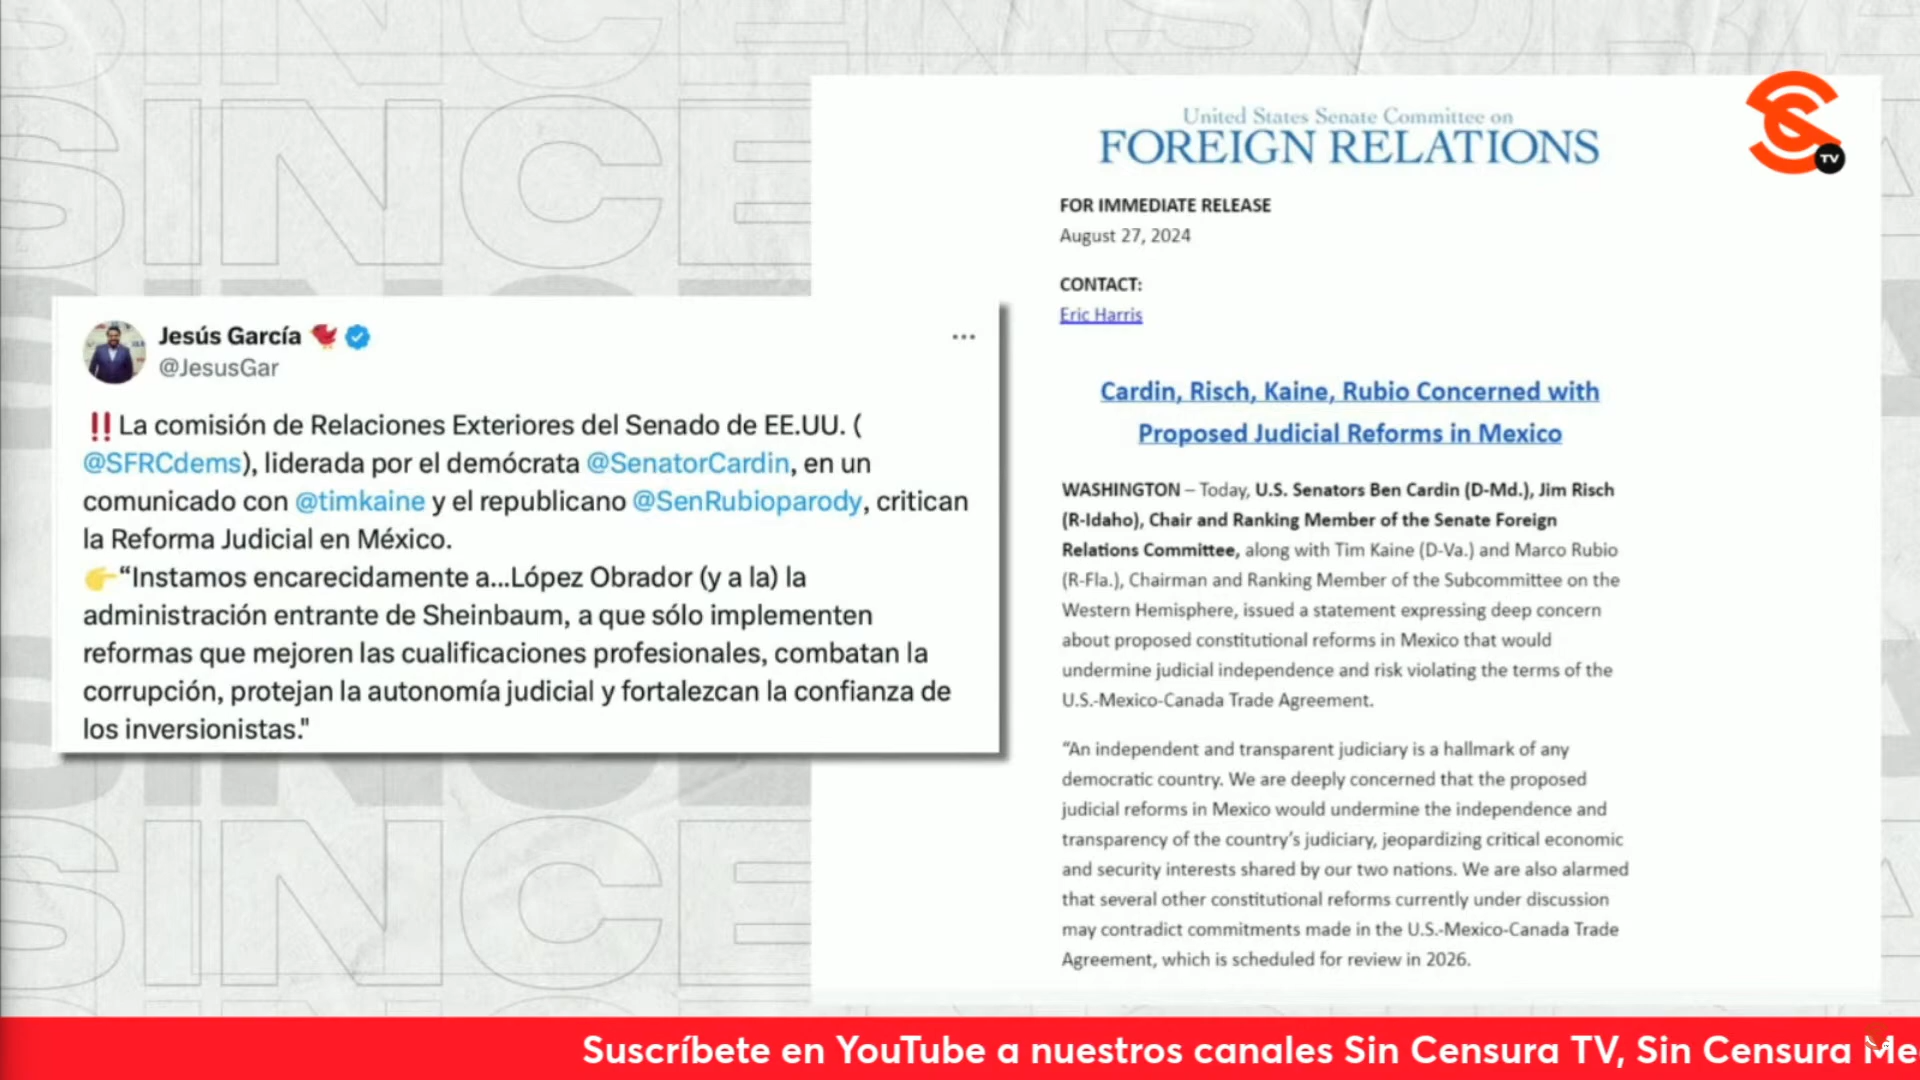 Jesús García
@JesusGar
‼️La comisión de Relaciones Exteriores del Senado de EE.UU. (
@SFRCdems), liderada por el demócrata @SenatorCardin, en un
comunicado con @timkaine y el republicano @SenRubioparody, critican
la Reforma Judicial en México.
👉“Instamos encarecidamente a...López Obrador (y a la) la
administración entrante de Sheinbaum, a que sólo implementen
reformas que mejoren las cualificaciones profesionales, combatan la
corrupción, protejan la autonomía judicial y fortalezcan la confianza de
los inversionistas."
United States Senate Committee on
FOREIGN RELATIONS
FOR IMMEDIATE RELEASE
August 27, 2024
CONTACT:
Eric Harris
Cardin, Risch, Kaine, Rubio Concerned with
Proposed Judicial Reforms in Mexico
WASHINGTON – Today, U.S. Senators Ben Cardin (D-Md.), Jim Risch
(R-Idaho), Chair and Ranking Member of the Senate Foreign
Relations Committee, along with Tim Kaine (D-Va.) and Marco Rubio
(R-Fla.), Chairman and Ranking Member of the Subcommittee on the
Western Hemisphere, issued a statement expressing deep concern
about proposed constitutional reforms in Mexico that would
undermine judicial independence and risk violating the terms of the
U.S.-Mexico-Canada Trade Agreement.
“An independent and transparent judiciary is a hallmark of any
democratic country. We are deeply concerned that the proposed
judicial reforms in Mexico would undermine the independence and
transparency of the country’s judiciary, jeopardizing critical economic
and security interests shared by our two nations. We are also alarmed
that several other constitutional reforms currently under discussion
may contradict commitments made in the U.S.-Mexico-Canada Trade
Agreement, which is scheduled for review in 2026.
TV
Suscríbete en YouTube a nuestros canales Sin Censura TV, Sin Censura Me